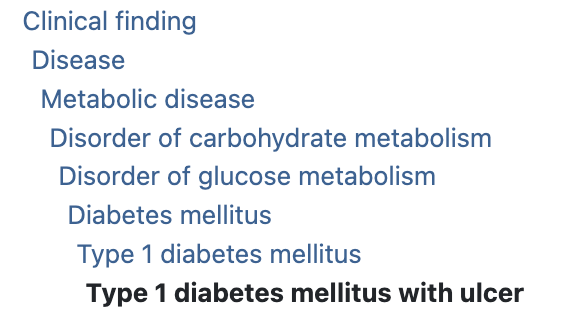 Clinical finding
Disease
Metabolic disease
Disorder of carbohydrate metabolism
Disorder of glucose metabolism
Diabetes mellitus
Type 1 diabetes mellitus
Type 1 diabetes mellitus with ulcer